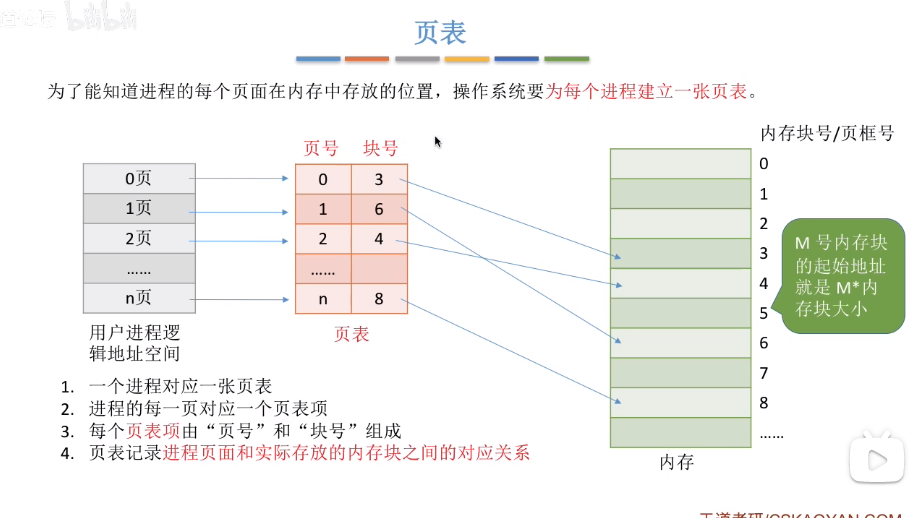 bilibili
页表
为了能知道进程的每个页面在内存中存放的位置，操作系统要为每个进程建立一张页表。
内存块号/页框号
页号 块号
0页
1页
2页
……
n页
用户进程逻
辑地址空间
0 3
1 6
2 4
……
n 8
页表
0
1
2
3
4
5
6
7
8
……
内存
M 号内存块
的起始地址
就是 M*内
存块大小
1. 一个进程对应一张页表
2. 进程的每一页对应一个页表项
3. 每个页表项由“页号”和“块号”组成
4. 页表记录进程页面和实际存放的内存块之间的对应关系
王道考研/CSKAOYAN.COM